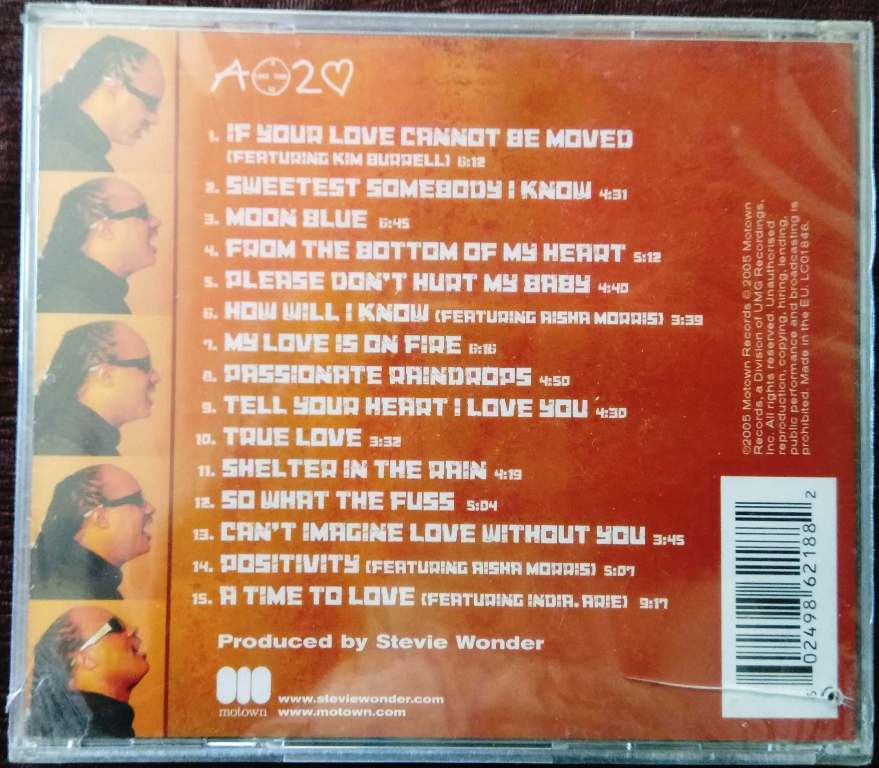 A 2♡
1. IF YOUR LOVE CANNOT BE MOVED
(FEATURING KIM BURRELL) 6:12
2. SWEETEST SOMEBODY I KNOW 4:31
3. MOON BLUE 6:45
4. FROM THE BOTTOM OF MY HEART 5:12
5. PLEASE DON'T HURT MY BABY 4:40
6. HOW WILL I KNOW (FEATURING AISHA MORRIS) 3:39
7. MY LOVE IS ON FIRE 6:16
8. PASSIONATE RAINDROPS 4:50
9. TELL YOUR HEART I LOVE YOU 4:30
10. TRUE LOVE 3:32
11. SHELTER IN THE RAIN 4:19
12. SO WHAT THE FUSS 5:04
13. CAN'T IMAGINE LOVE WITHOUT YOU 3:45
14. POSITIVITY (FEATURING AISHA MORRIS) 5:07
15. A TIME TO LOVE (FEATURING INDIA.ARIE) 9:17
Produced by Stevie Wonder
motown
www.steviewonder.com
www.motown.com
©2005 Motown Records ℗ 2005 Motown
Records, a Division of UMG Recordings,
Inc. All rights reserved. Unauthorised
reproduction, copying, hiring, lending,
public performance and broadcasting is
prohibited. Made in the EU. LC01846.
6 02498 62188 2